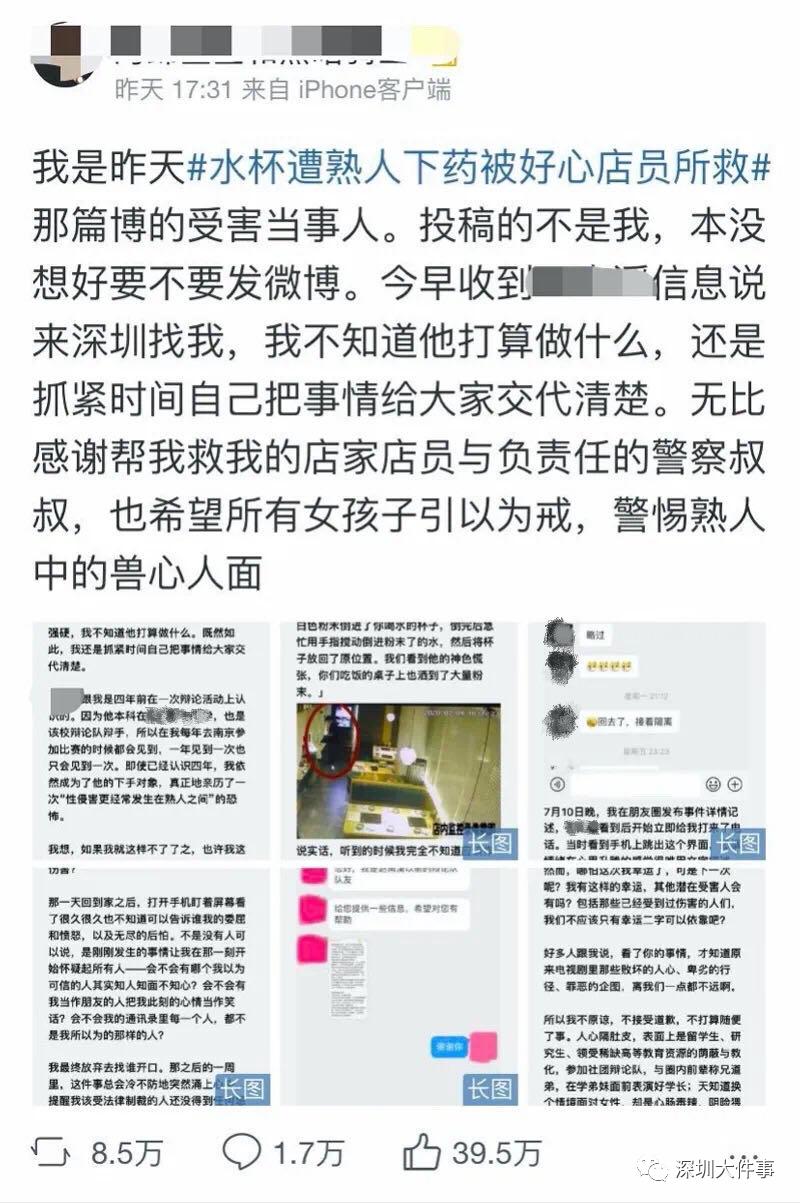 昨天 17:31 来自 iPhone客户端
我是昨天#水杯遭熟人下药被好心店员所救#
那篇博的受害当事人。投稿的不是我，本没
想好要不要发微博。今早收到
信息说
来深圳找我，我不知道他打算做什么，还是
抓紧时间自己把事情给大家交代清楚。无比
感谢帮我救我的店家店员与负责任的警察叔
叔，也希望所有女孩子引以为戒，警惕熟人
中的兽心人面
强硬，我不知道他打算做什么。既然如
此，我还是抓紧时间自己把事情给大家交
代清楚。
跟我是四年前在一次辩论活动上认
识的。因为他本科在
，也是
该校辩论队辩手，所以在我每年去南京参
加比赛的时候都会见到，一年见到一次也
只会见到一次。即使已经认识四年，我依
然成为了他的下手对象，真正地亲历了一
次“性侵害更经常发生在熟人之间”的恐
怖。
我想，如果我就这样不了了之，也许我这
伤害？
白色粉末倒进了你喝水的杯子，倒完后急
忙用手指搅动倒进粉末了的水，然后将杯
子放回了原位置。我们看到他的神色慌
张，你们吃饭的桌子上也洒到了大量粉
末。」
店内监控
说实话，听到的时候我完全不知道
长图
略过
星期一 21:12
回去了，接着隔离
星期五 23:23
7月10日晚，我在朋友圈发布事件详情记
述，
看到后开始立即给我打来了电
话。当时看到手机上跳出这个界面，
长图
那一天回到家之后，打开手机盯着屏幕看
了很久很久也不知道可以告诉谁我的委屈
和愤怒，以及无尽的后怕。不是没有人可
以说，是刚刚发生的事情让我在那一刻开
始怀疑起所有人——会不会有哪个我以为
可信的人其实知人知面不知心？会不会有
我当作朋友的人把我此刻的心情当作笑
话？会不会我的通讯录里每一个人，都不
是我所以为的那样的人？
我最终放弃去找谁开口。那之后的一周
里，这件事总会冷不防地突然涌上心
提醒我该受法律制裁的人还没得到任何惩
长图
队友
给您提供一些信息，希望对您有
帮助
谢谢你
长图
然而，哪怕这次我幸运了，可是下一次
呢？我有这样的幸运，其他潜在受害人会
有吗？包括那些已经受到过伤害的人们，
我们不应该只有幸运二字可以依靠吧？
好多人跟我说，看了你的事情，才知道原
来电视剧里那些败坏的人心、卑劣的行
径、罪恶的企图，离我们一点都不远啊。
所以我不原谅，不接受道歉，不打算随便
了事。人心隔肚皮，表面上是留学生、研
究生、领受稀缺高等教育资源的荫蔽与教
化，参加社团辩论队，与圈内前辈称兄道
弟，在学弟妹面前表演好学长；天知道换
个情境面对女性，却是心肠毒辣、阴险猥
长图
8.5万
1.7万
39.5万
深圳大件事